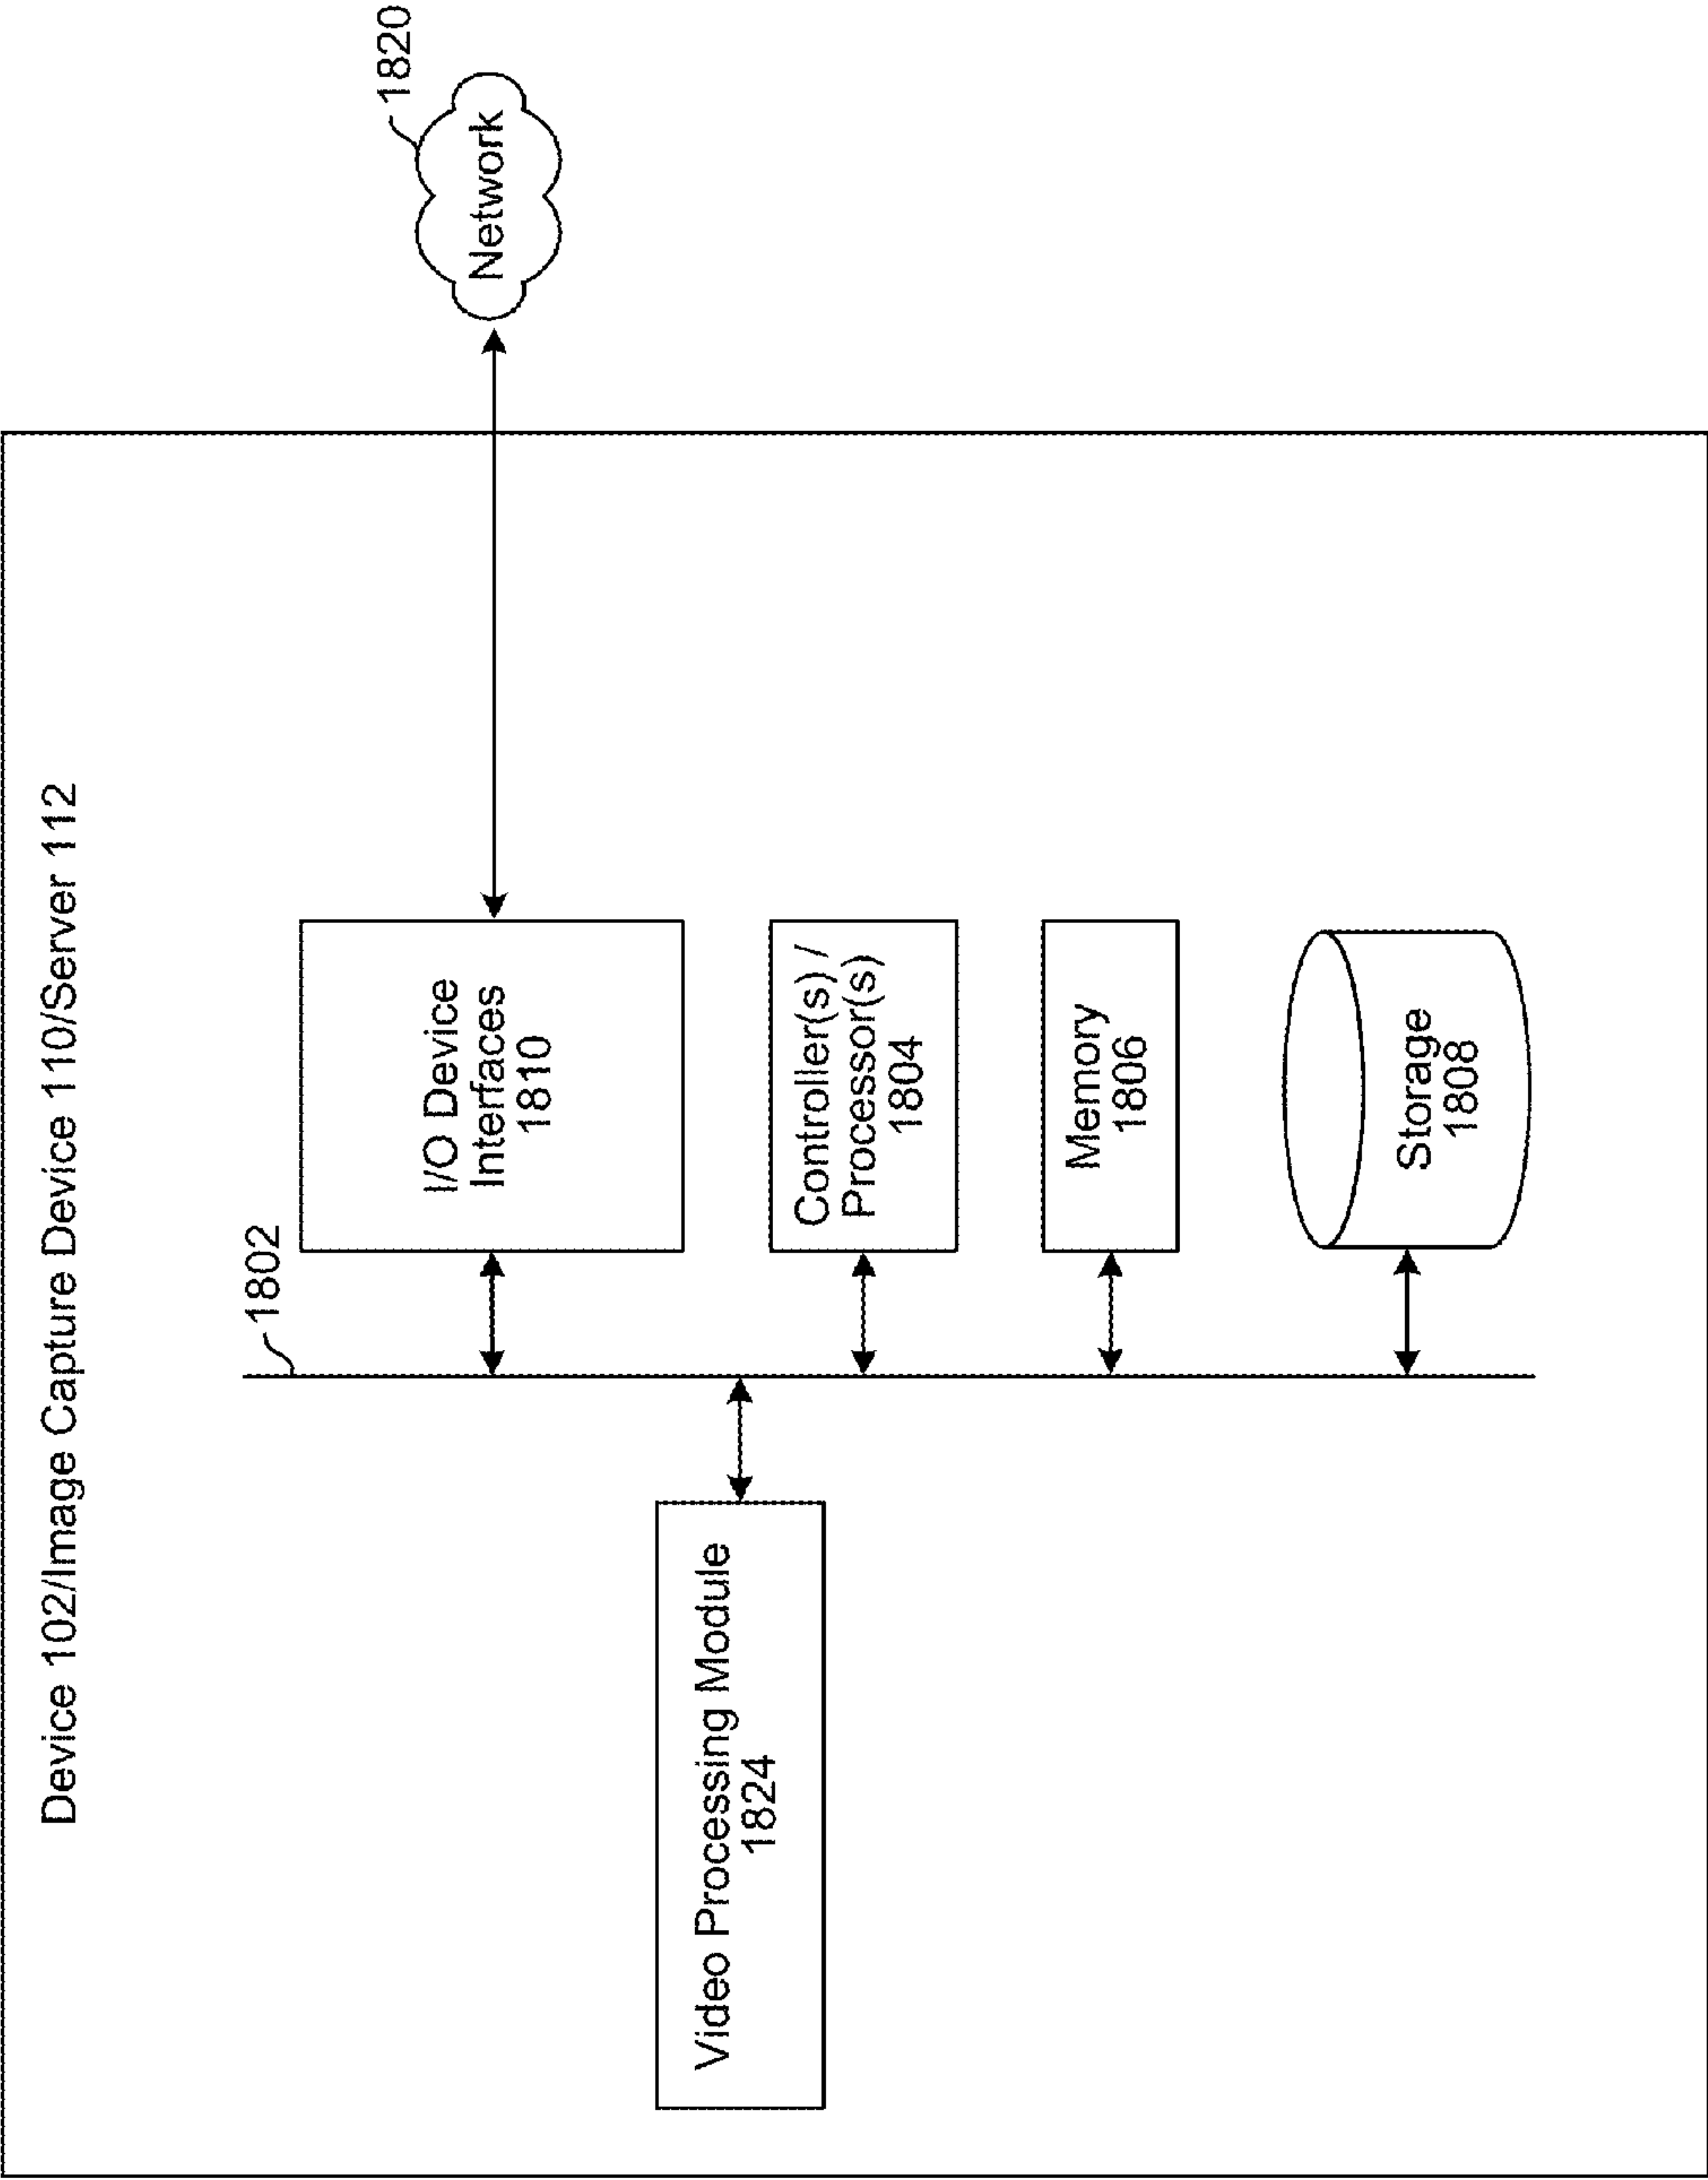 Device 102/Image Capture Device 110/Server 112
1802
1820
Network
I/O Device
Interfaces
1810
Video Processing Module
1824
Controller(s) /
Processor(s)
1804
Memory
1806
Storage
1808